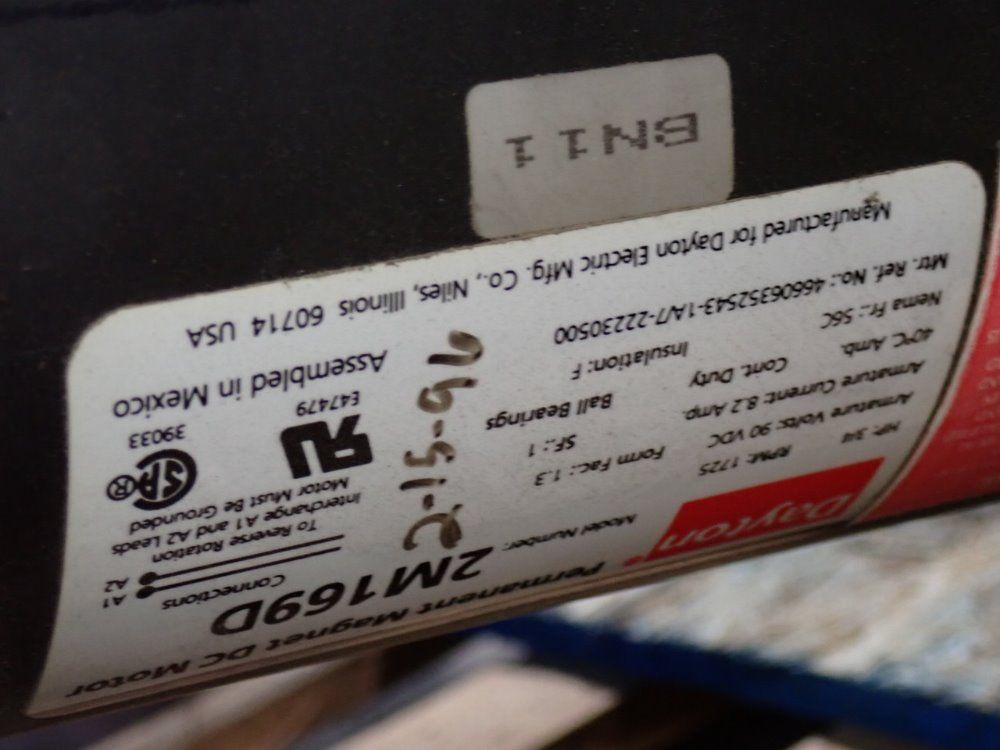 Permanent Magnet DC Motor
Dayton
Model Number:
2M169D
HP: 3/4
RPM: 1725
Form Fac.: 1.3
Armature Volts: 90 VDC
SF.: 1
Armature Current: 8.2 Amp.
Ball Bearings
40°C. Amb.
Cont. Duty
Insulation: F
Nema Fr.: 56C
Mtr. Ref. No.: 46606352543-1A/7-22230500
Manufactured for Dayton Electric Mfg. Co., Niles, Illinois 60714 USA
Connections
A1
A2
To Reverse Rotation
Interchange A1 and A2 Leads
Motor Must Be Grounded
SA
®
39033
E47479
Assembled in Mexico
2-15-96
BN11